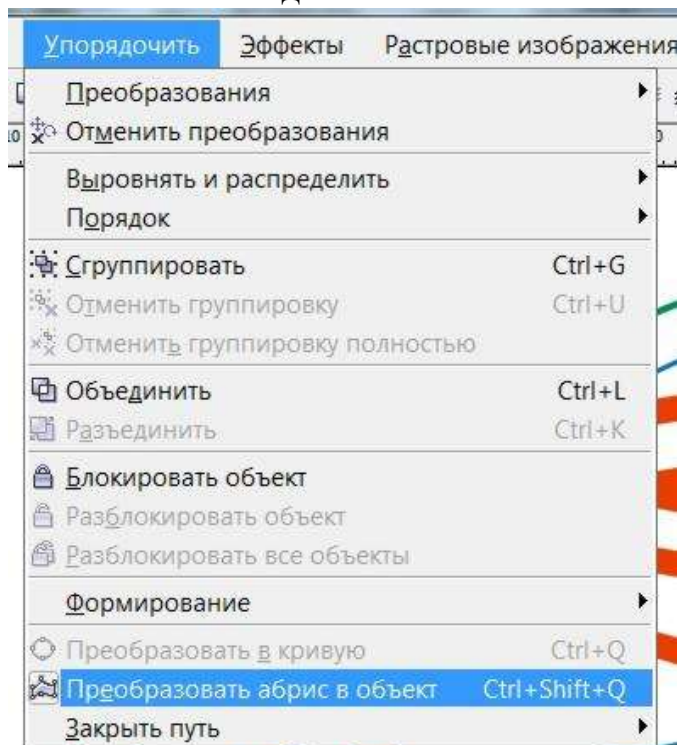 Упорядочить Эффекты Растровые изображения
Преобразования
Отменить преобразования
Выровнять и распределить
Порядок
Сгруппировать Ctrl+G
Отменить группировку Ctrl+U
Отменить группировку полностью
Объединить Ctrl+L
Разъединить Ctrl+K
Блокировать объект
Разблокировать объект
Разблокировать все объекты
Формирование
Преобразовать в кривую Ctrl+Q
Преобразовать абрис в объект Ctrl+Shift+Q
Закрыть путь